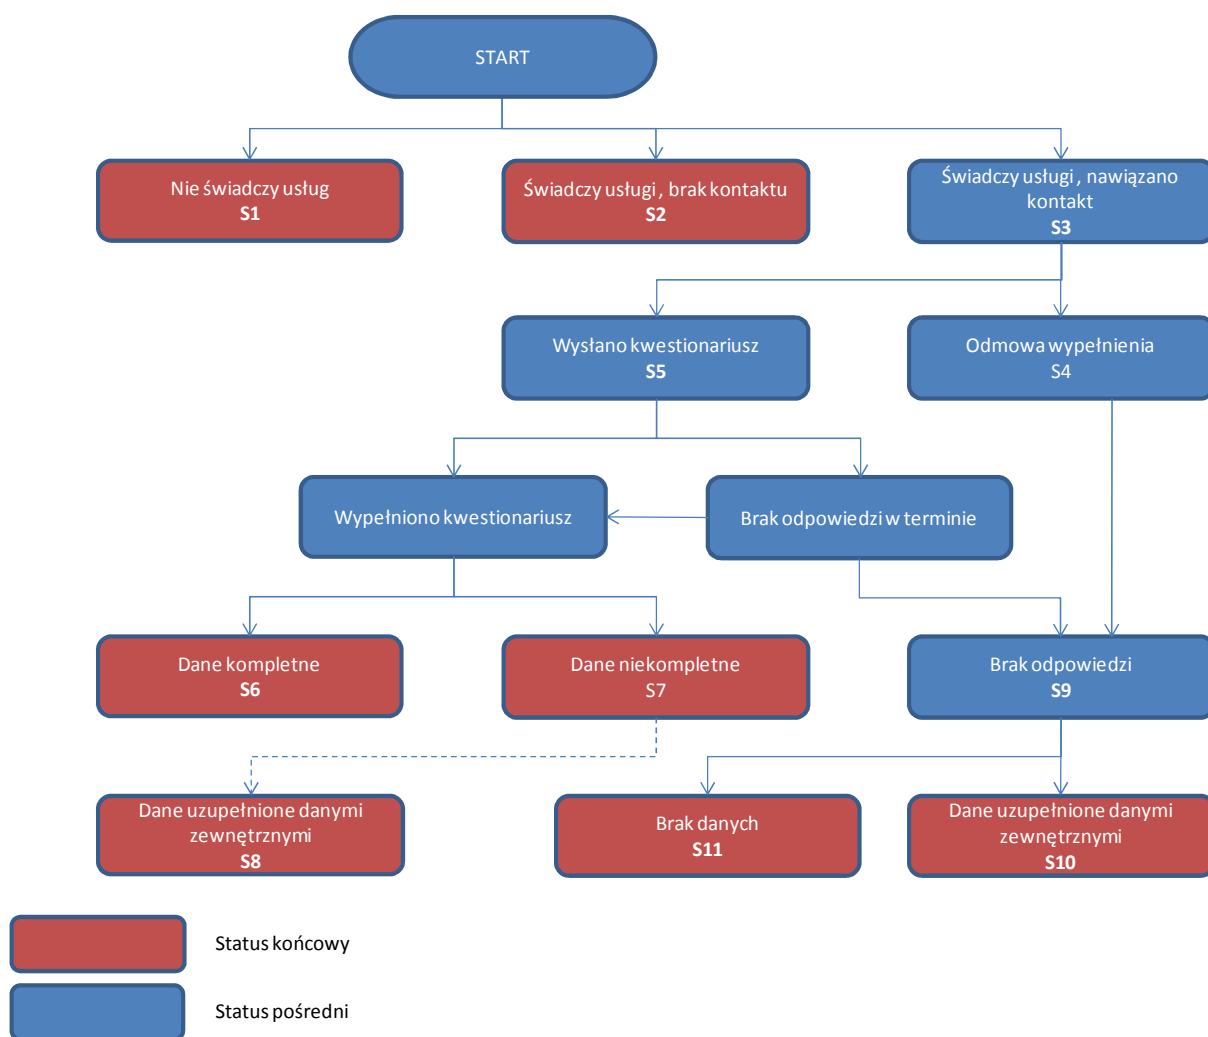 START
Nie świadczy usług
S1
Świadczy usługi , brak kontaktu
S2
Świadczy usługi , nawiązano
kontakt
S3
Wysłano kwestionariusz
S5
Odmowa wypełnienia
S4
Wypełniono kwestionariusz
Brak odpowiedzi w terminie
Dane kompletne
S6
Dane niekompletne
S7
Brak odpowiedzi
S9
Dane uzupełnione danymi
zewnętrznymi
S8
Brak danych
S11
Dane uzupełnione danymi
zewnętrznymi
S10
Status końcowy
Status pośredni